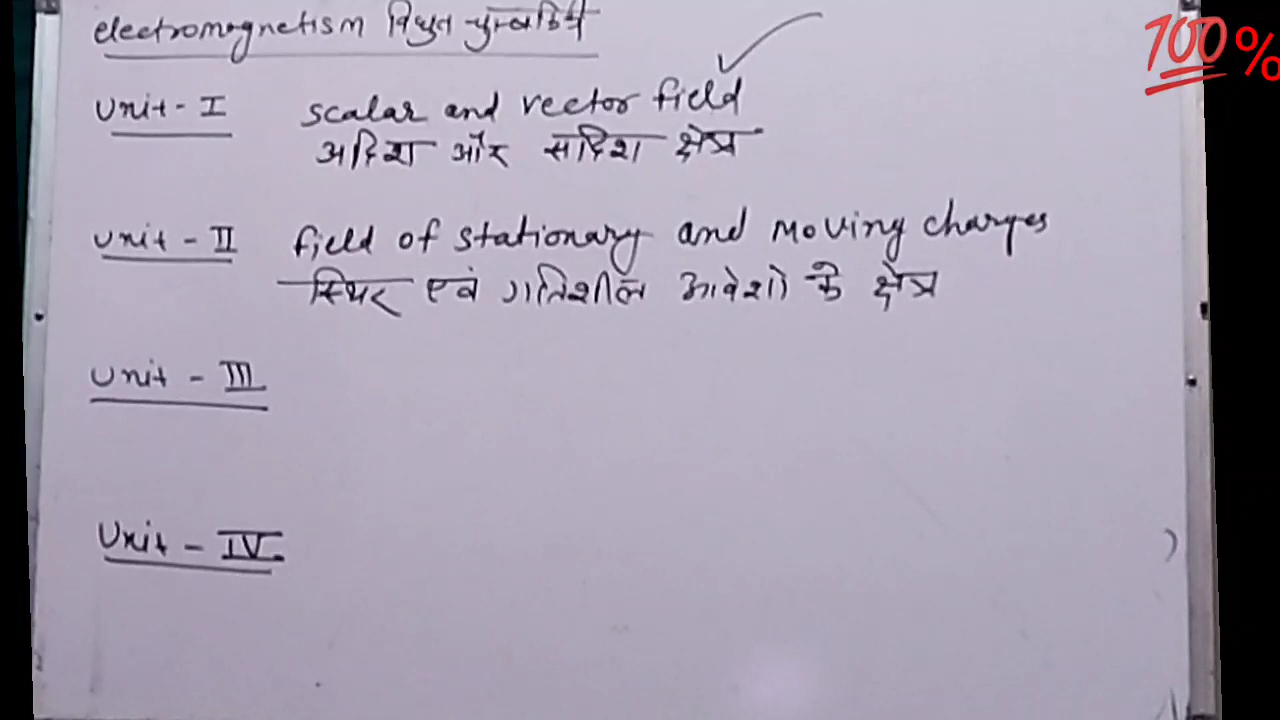 electromagnetism विद्युत चुम्बकत्व
100%
Unit - I scalar and vector field
अदिश और सदिश क्षेत्र
Unit - II field of stationary and moving charges
स्थिर एवं गतिशील आवेशो के क्षेत्र
Unit - III
Unit - IV